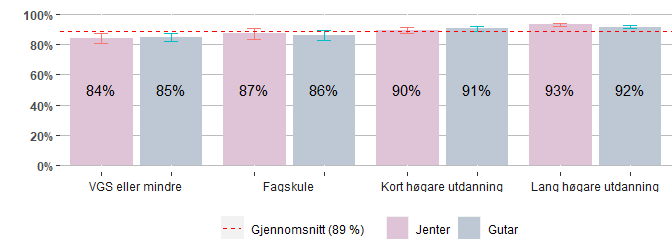 100%
80%
60%
40%
20%
0%
84% 85% 87% 86% 90% 91% 93% 92%
VGS eller mindre Fagskule Kort høgare utdanning Lang høgare utdanning
Gjennomsnitt (89 %) Jenter Gutar